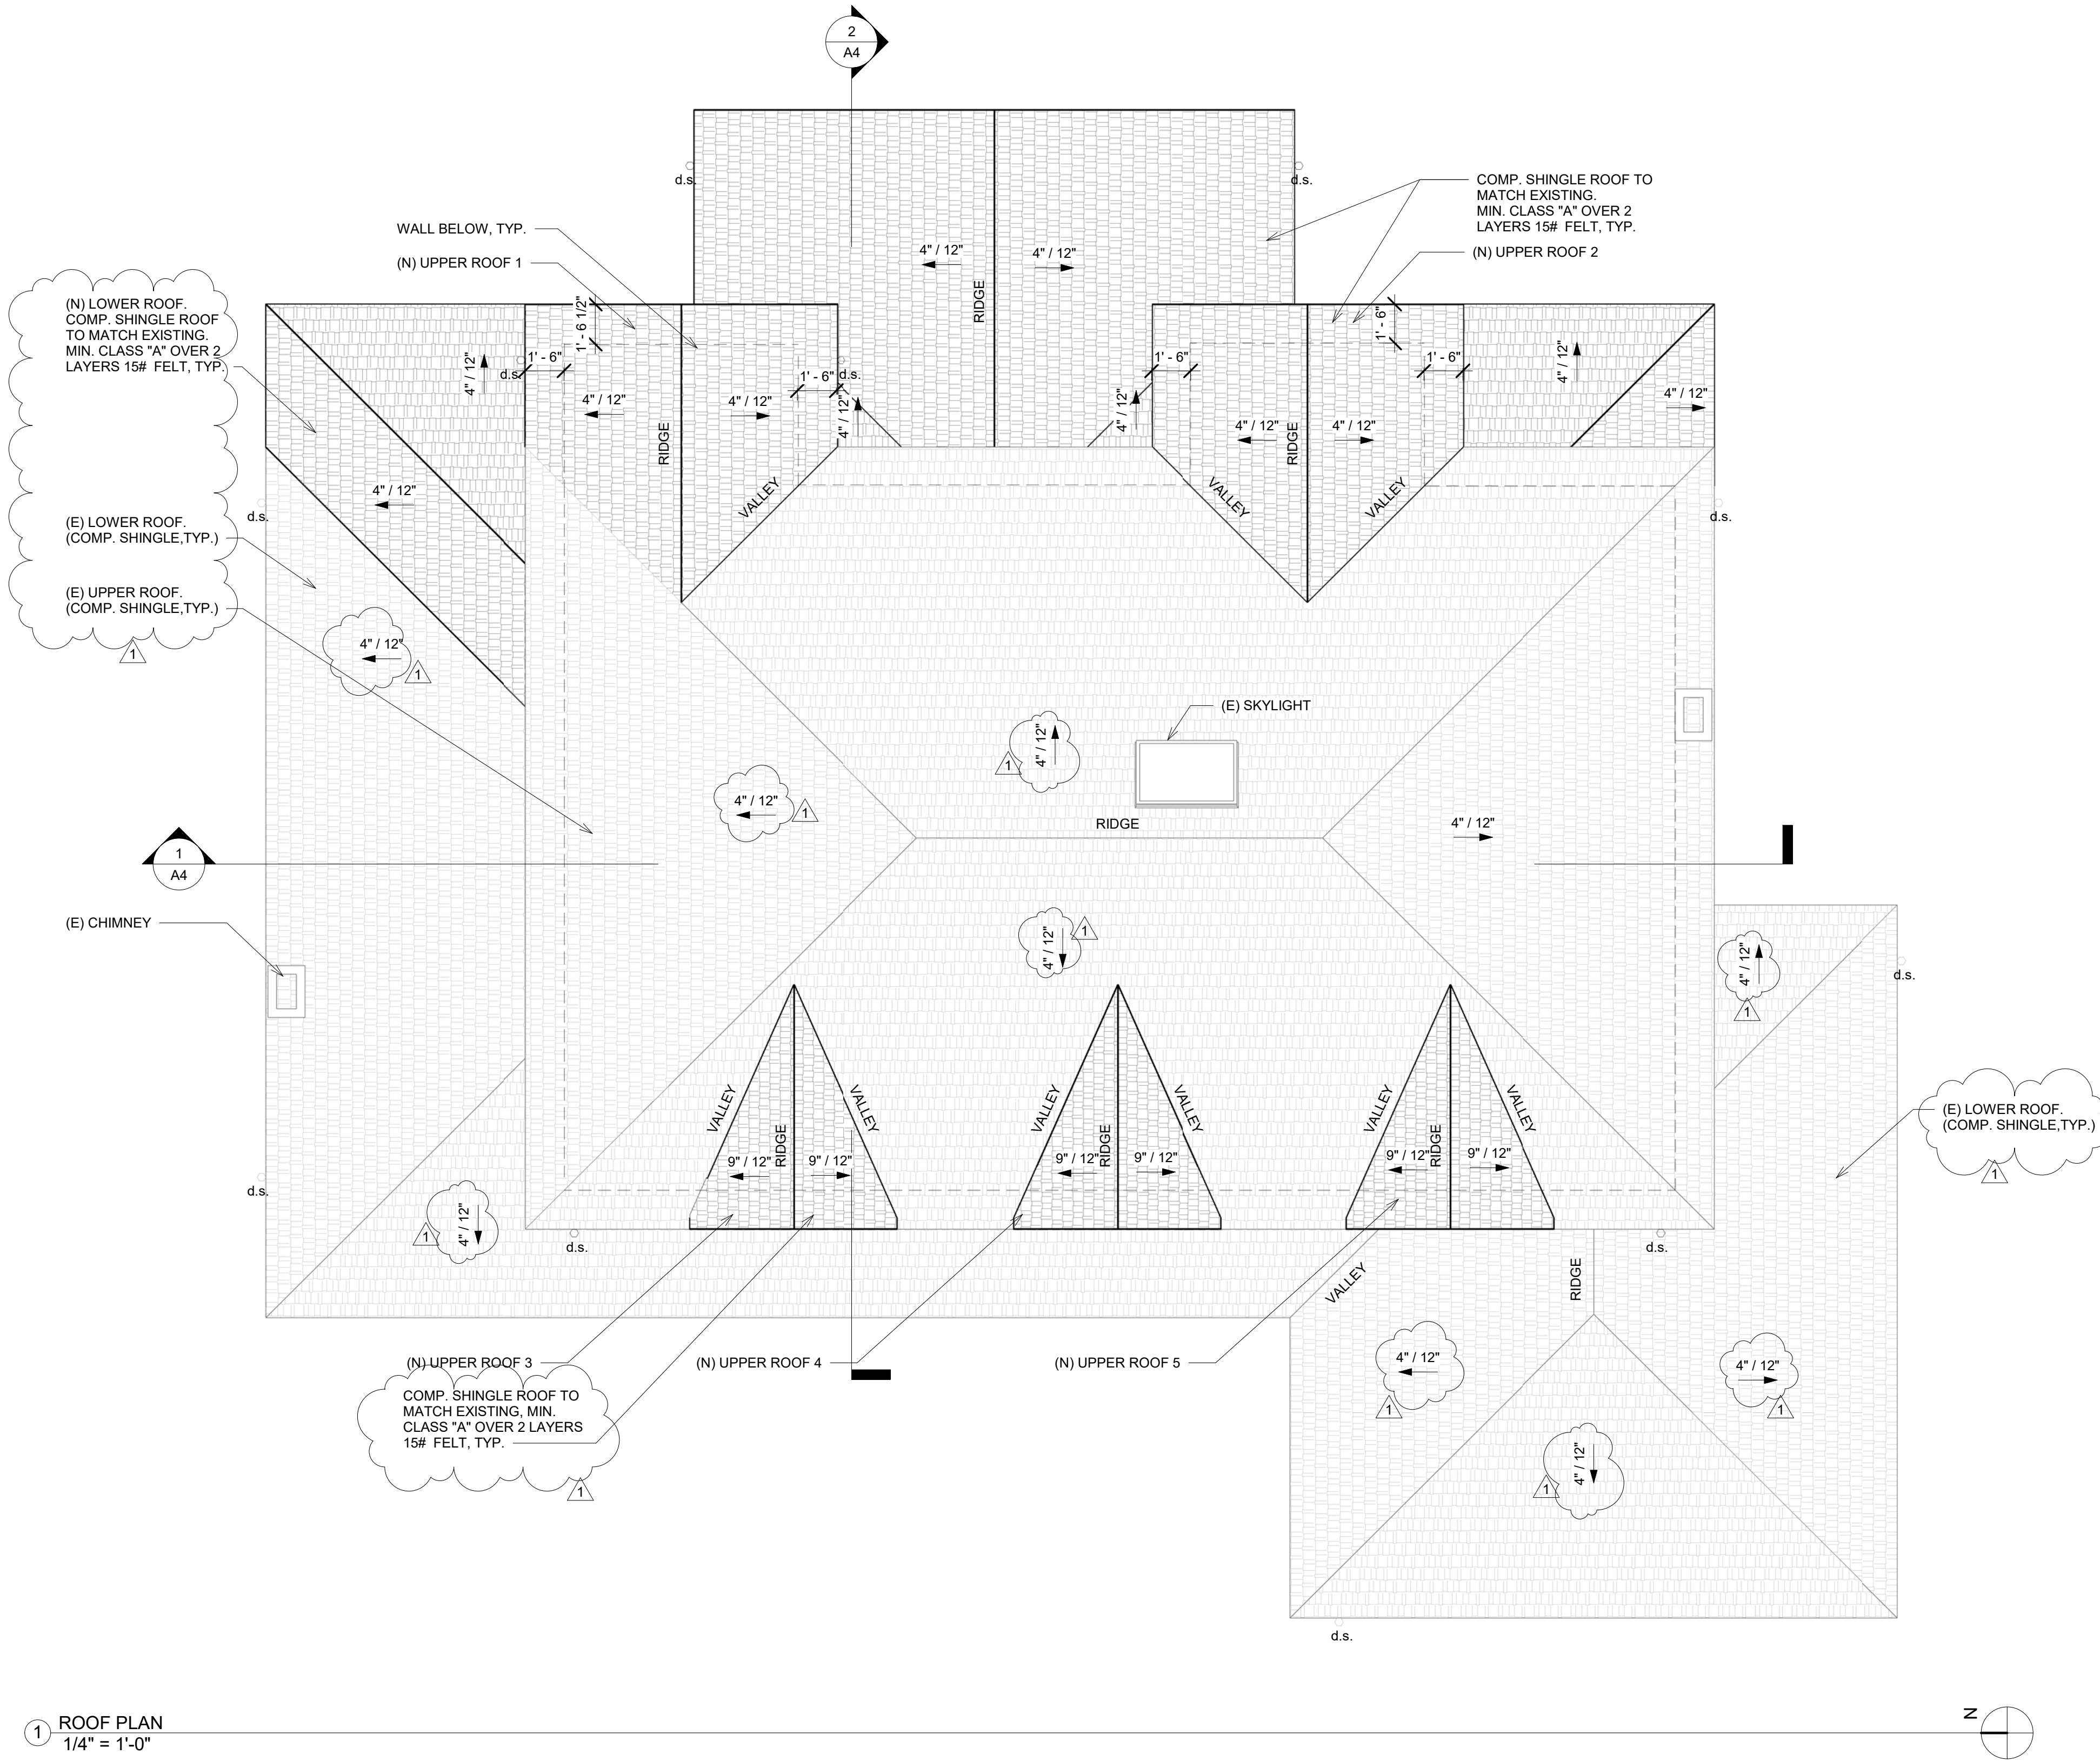 2
A4
d.s.
d.s.
COMP. SHINGLE ROOF TO
MATCH EXISTING.
MIN. CLASS "A" OVER 2
LAYERS 15# FELT, TYP.
WALL BELOW, TYP.
(N) UPPER ROOF 1
(N) UPPER ROOF 2
4" / 12"
4" / 12"
RIDGE
(N) LOWER ROOF.
COMP. SHINGLE ROOF
TO MATCH EXISTING.
MIN. CLASS "A" OVER 2
LAYERS 15# FELT, TYP.
1' - 6 1/2"
1' - 6"
4" / 12"
d.s.
1' - 6"
1' - 6"
d.s.
1' - 6"
1' - 6"
4" / 12"
4" / 12"
4" / 12"
4" / 12"
4" / 12"
4" / 12"
4" / 12"
4" / 12"
RIDGE
RIDGE
VALLEY
VALLEY
VALLEY
4" / 12"
d.s.
d.s.
(E) LOWER ROOF.
(COMP. SHINGLE,TYP.)
(E) UPPER ROOF.
(COMP. SHINGLE,TYP.)
1
4" / 12"
1
(E) SKYLIGHT
4" / 12"
1
4" / 12"
1
RIDGE
4" / 12"
1
A4
(E) CHIMNEY
4" / 12"
1
4" / 12"
1
d.s.
(E) LOWER ROOF.
(COMP. SHINGLE,TYP.)
1
VALLEY
VALLEY
VALLEY
VALLEY
VALLEY
VALLEY
RIDGE
RIDGE
RIDGE
9" / 12"
9" / 12"
9" / 12"
9" / 12"
9" / 12"
9" / 12"
d.s.
4" / 12"
1
d.s.
d.s.
VALLEY
RIDGE
(N) UPPER ROOF 3
(N) UPPER ROOF 4
(N) UPPER ROOF 5
4" / 12"
1
4" / 12"
1
COMP. SHINGLE ROOF TO
MATCH EXISTING, MIN.
CLASS "A" OVER 2 LAYERS
15# FELT, TYP.
1
4" / 12"
1
d.s.
1
ROOF PLAN
1/4" = 1'-0"
N